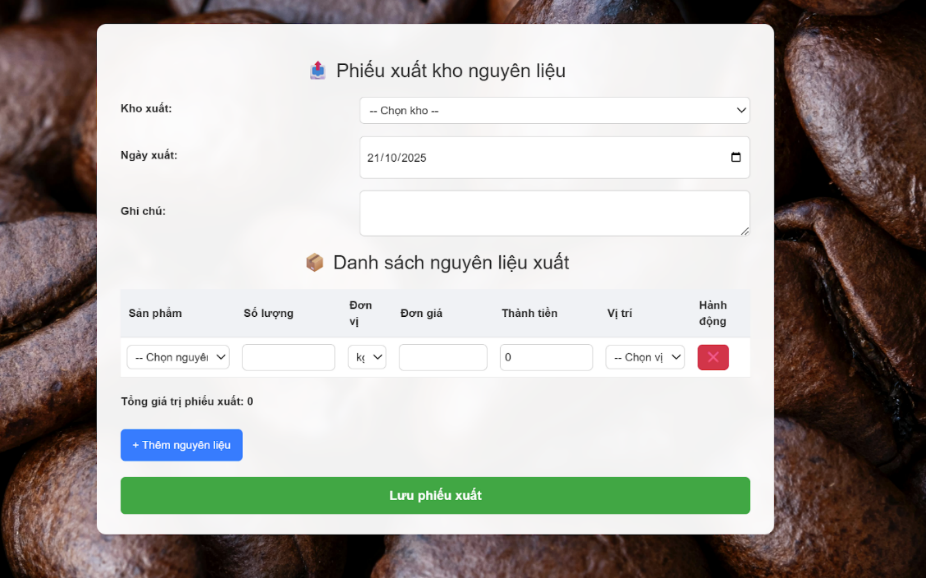 Phiếu xuất kho nguyên liệu
Kho xuất:
-- Chọn kho --
Ngày xuất:
21/10/2025
Ghi chú:
Danh sách nguyên liệu xuất
Sản phẩm Số lượng Đơn vị Đơn giá Thành tiền Vị trí Hành động
-- Chọn nguyên kg 0 -- Chọn vị
Tổng giá trị phiếu xuất: 0
+ Thêm nguyên liệu
Lưu phiếu xuất